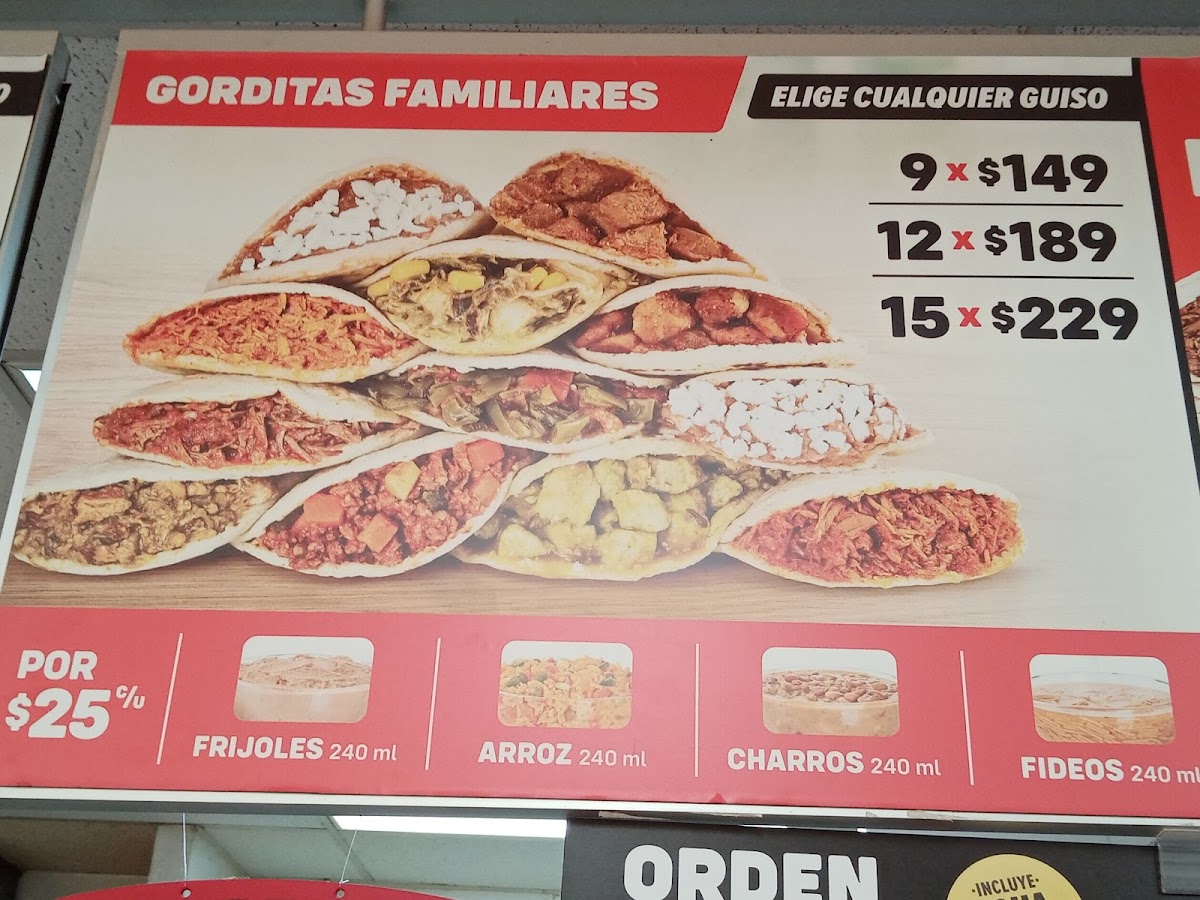 GORDITAS FAMILIARES
ELIGE CUALQUIER GUISO
9 x $149
12 x $189
15 x $229
POR
$25 c/u
FRIJOLES 240 ml
ARROZ 240 ml
CHARROS 240 ml
FIDEOS 240 ml
ORDEN
·INCLUYE·